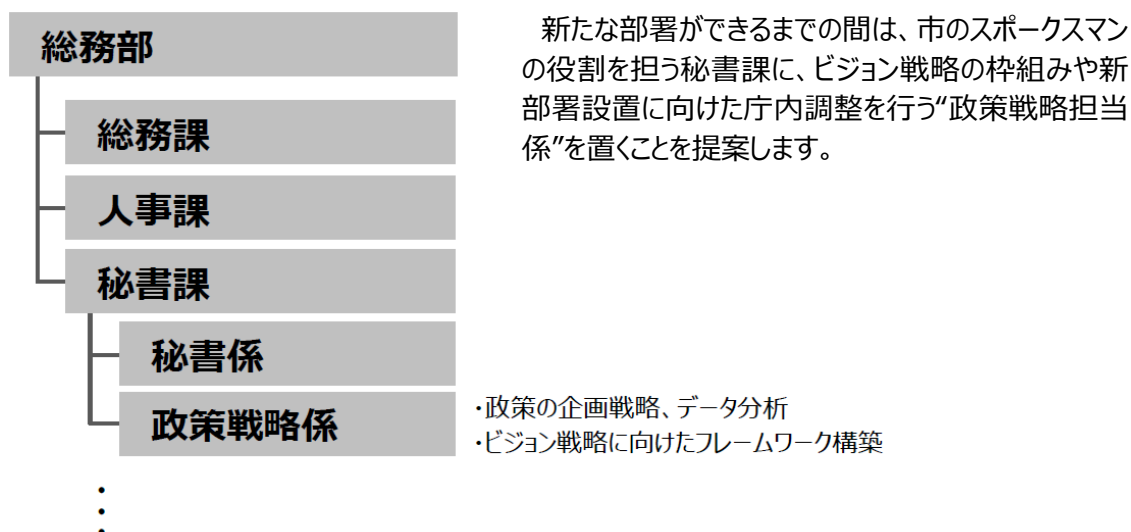 総務部
総務課
人事課
秘書課
秘書係
政策戦略係
新たな部署ができるまでの間は、市のスポークスマン
の役割を担う秘書課に、ビジョン戦略の枠組みや新
部署設置に向けた庁内調整を行う“政策戦略担当
係”を置くことを提案します。
・政策の企画戦略、データ分析
・ビジョン戦略に向けたフレームワーク構築